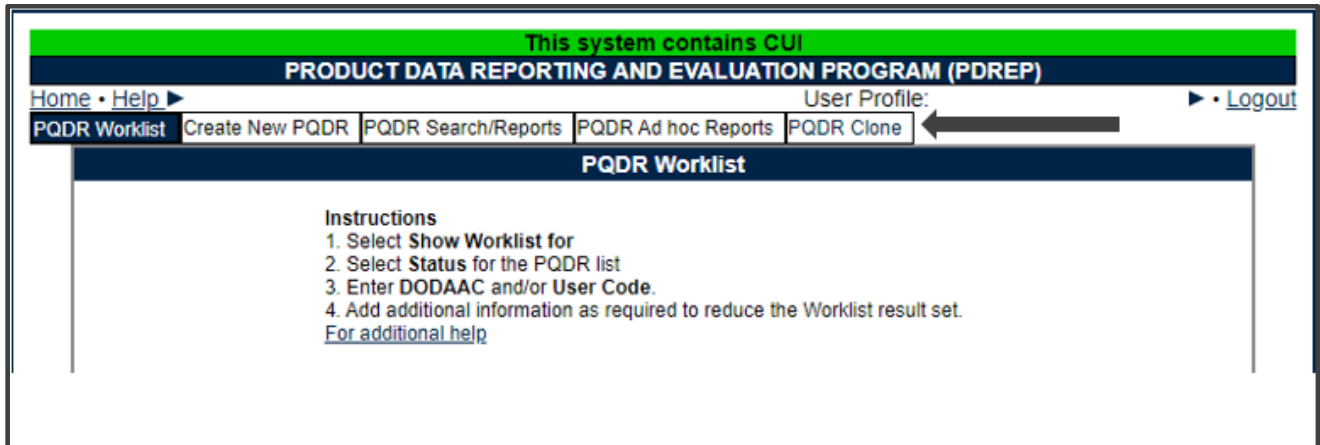 This system contains CUI
PRODUCT DATA REPORTING AND EVALUATION PROGRAM (PDREP)
Home • Help ► User Profile: ► • Logout
PQDR Worklist Create New PQDR PQDR Search/Reports PQDR Ad hoc Reports PQDR Clone
PQDR Worklist
Instructions
1. Select Show Worklist for
2. Select Status for the PQDR list
3. Enter DODAAC and/or User Code.
4. Add additional information as required to reduce the Worklist result set.
For additional help